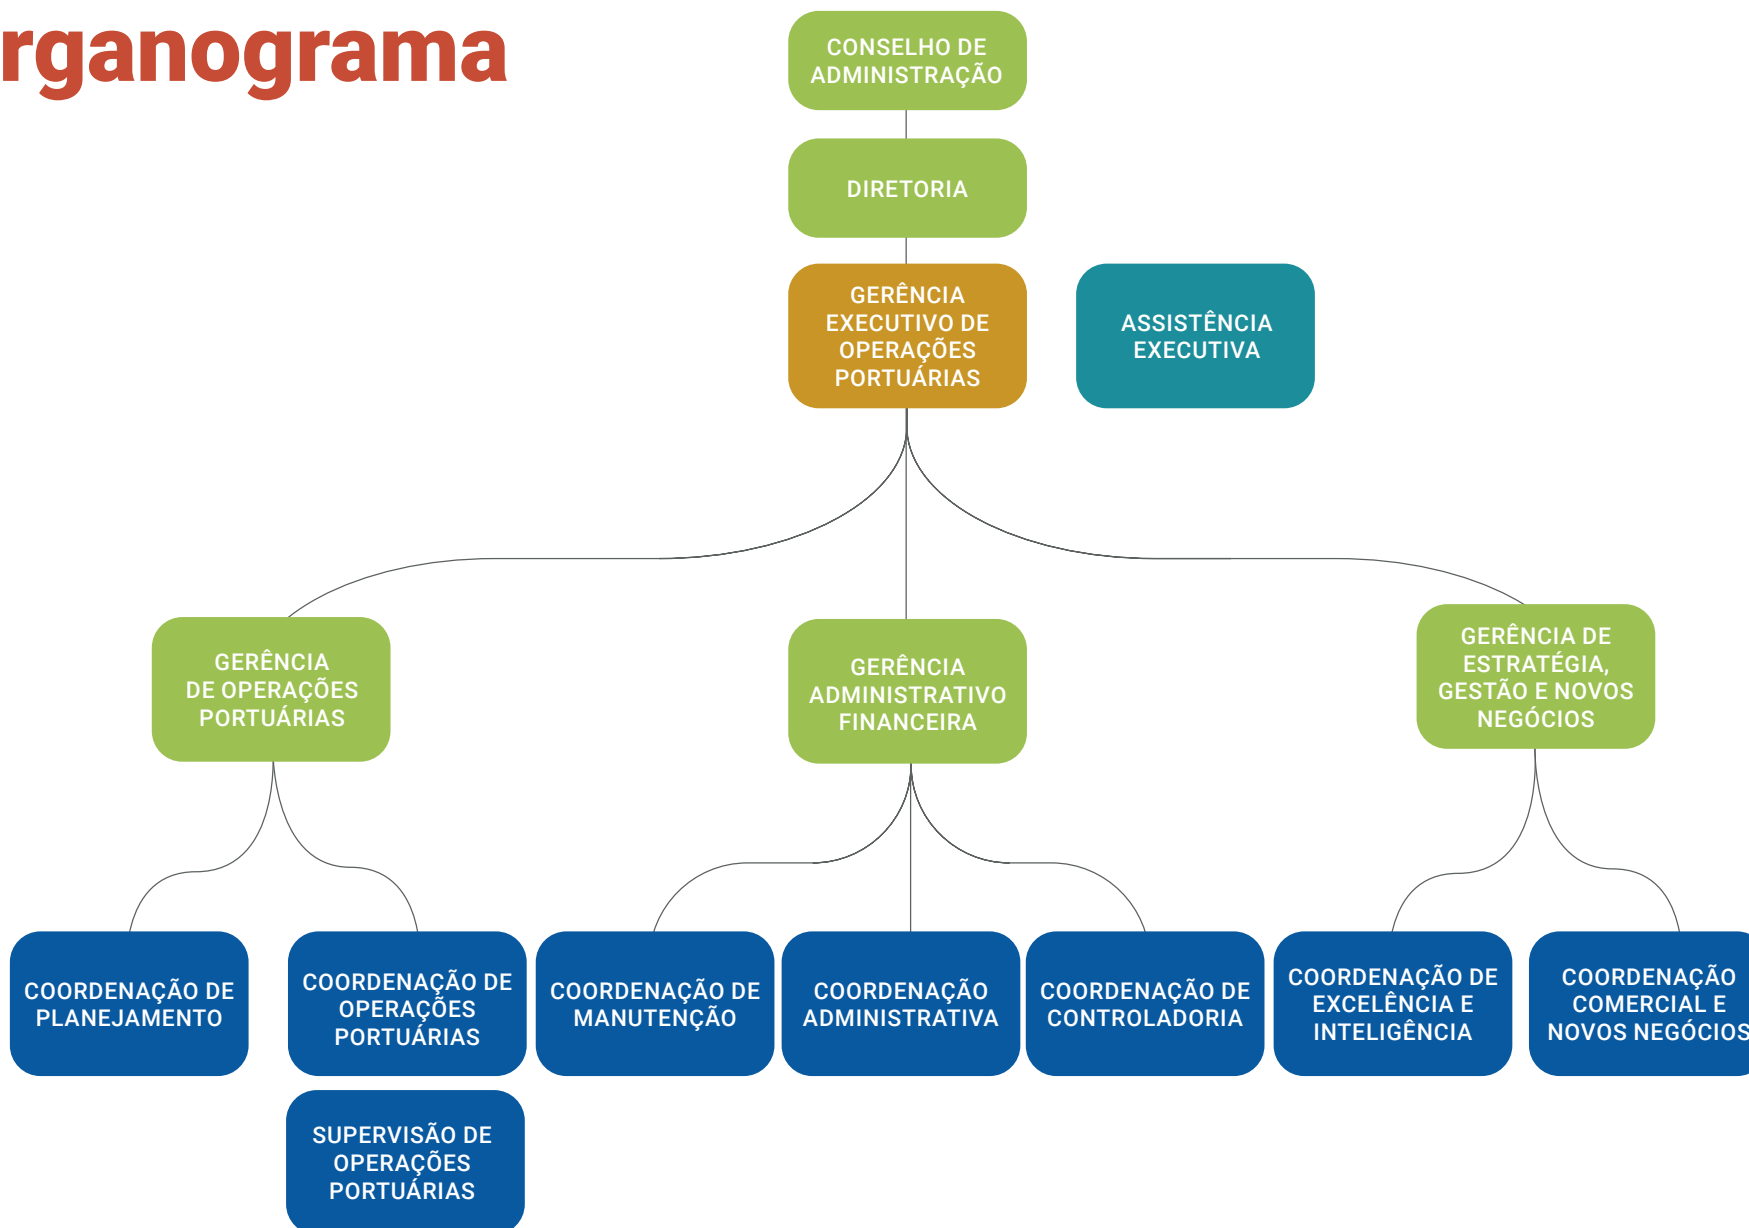 rganograma
CONSELHO DE
ADMINISTRAÇÃO
DIRETORIA
GERÊNCIA
EXECUTIVO DE
OPERAÇÕES
PORTUÁRIAS
ASSISTÊNCIA
EXECUTIVA
GERÊNCIA
DE OPERAÇÕES
PORTUÁRIAS
GERÊNCIA
ADMINISTRATIVO
FINANCEIRA
GERÊNCIA DE
ESTRATÉGIA,
GESTÃO E NOVOS
NEGÓCIOS
COORDENAÇÃO DE
PLANEJAMENTO
COORDENAÇÃO DE
OPERAÇÕES
PORTUÁRIAS
COORDENAÇÃO DE
MANUTENÇÃO
COORDENAÇÃO
ADMINISTRATIVA
COORDENAÇÃO DE
CONTROLADORIA
COORDENAÇÃO DE
EXCELÊNCIA E
INTELIGÊNCIA
COORDENAÇÃO
COMERCIAL E
NOVOS NEGÓCIOS
SUPERVISÃO DE
OPERAÇÕES
PORTUÁRIAS